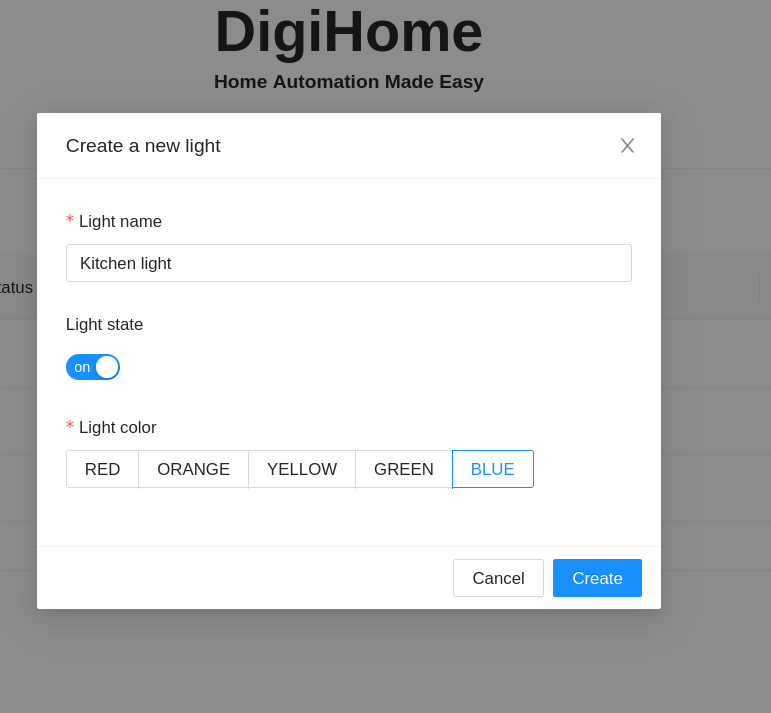 DigiHome
Home Automation Made Easy
Create a new light
* Light name
Kitchen light
tatus
Light state
on
* Light color
RED ORANGE YELLOW GREEN BLUE
Cancel Create